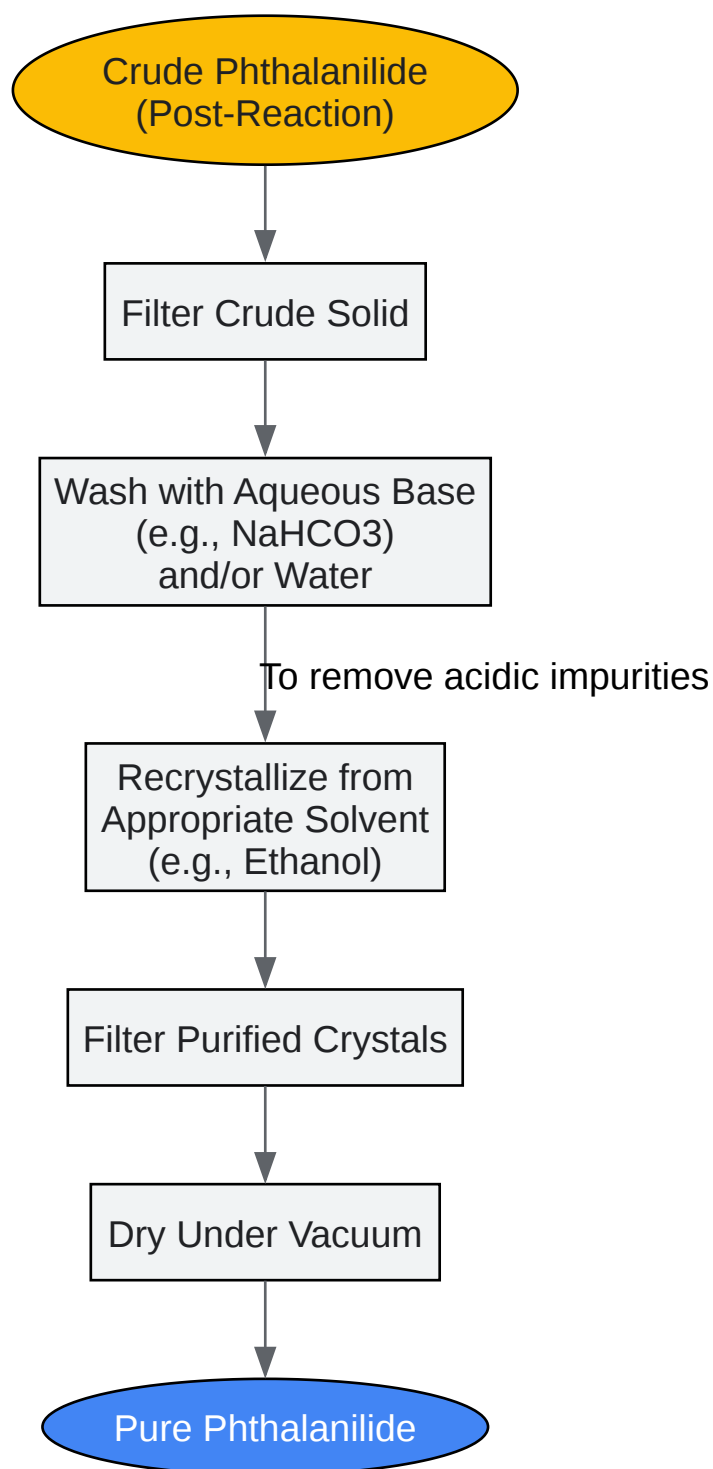 Crude Phthalanilide
(Post-Reaction)
Filter Crude Solid
Wash with Aqueous Base
(e.g., NaHCO3)
and/or Water
To remove acidic impurities
Recrystallize from
Appropriate Solvent
(e.g., Ethanol)
Filter Purified Crystals
Dry Under Vacuum
Pure Phthalanilide